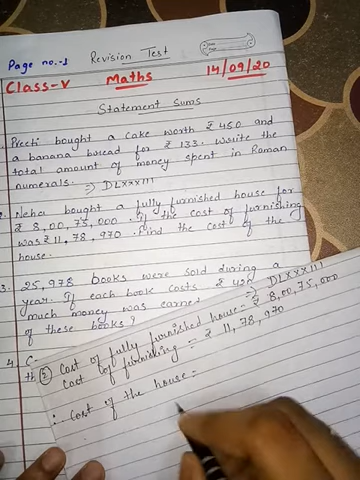 Page no.-1 Revision Test
Class-V Maths 14/09/20
Statement Sums
Preeti bought a cake worth ₹ 450 and
a banana bread for ₹ 133. Write the
total amount of money spent in Roman
numerals. ⇒ DLXXXIII
2. Neha bought a fully furnished house for
₹ 8,00,75,000. If the cost of furnishing
was ₹ 11,78,970. Find the cost of the
house.
3. 25,978 books were sold during a
year. If each book costs ₹ 420
much money was earned
of these books?
4. C-
th
⇒ DLXXXIII
② Cost of fully furnished house = ₹ 8,00,75,000
Cost of furnishing = ₹ 11,78,970
∴ Cost of the house =